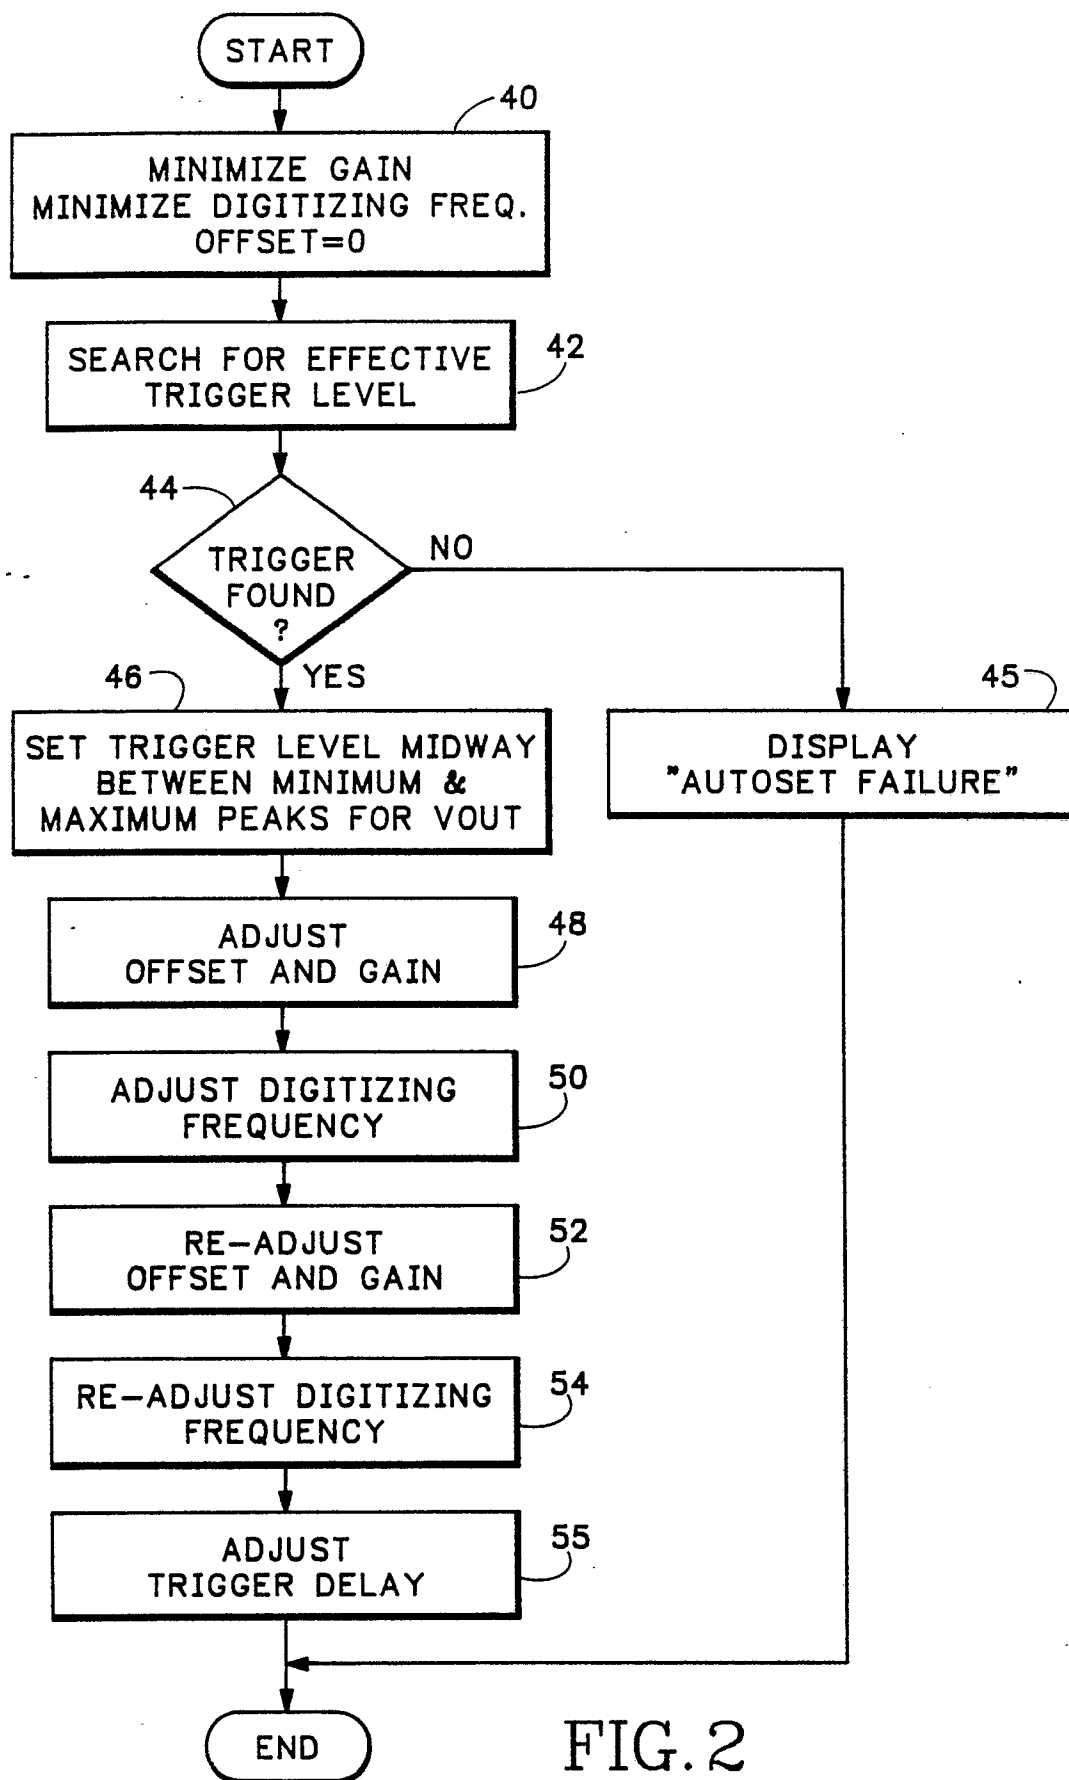 START
40
MINIMIZE GAIN
MINIMIZE DIGITIZING FREQ.
OFFSET=0
SEARCH FOR EFFECTIVE
TRIGGER LEVEL
42
44
TRIGGER
FOUND
?
NO
YES
46
SET TRIGGER LEVEL MIDWAY
BETWEEN MINIMUM &
MAXIMUM PEAKS FOR VOUT
45
DISPLAY
"AUTOSET FAILURE"
ADJUST
OFFSET AND GAIN
48
ADJUST DIGITIZING
FREQUENCY
50
RE-ADJUST
OFFSET AND GAIN
52
RE-ADJUST DIGITIZING
FREQUENCY
54
ADJUST
TRIGGER DELAY
55
END
FIG. 2